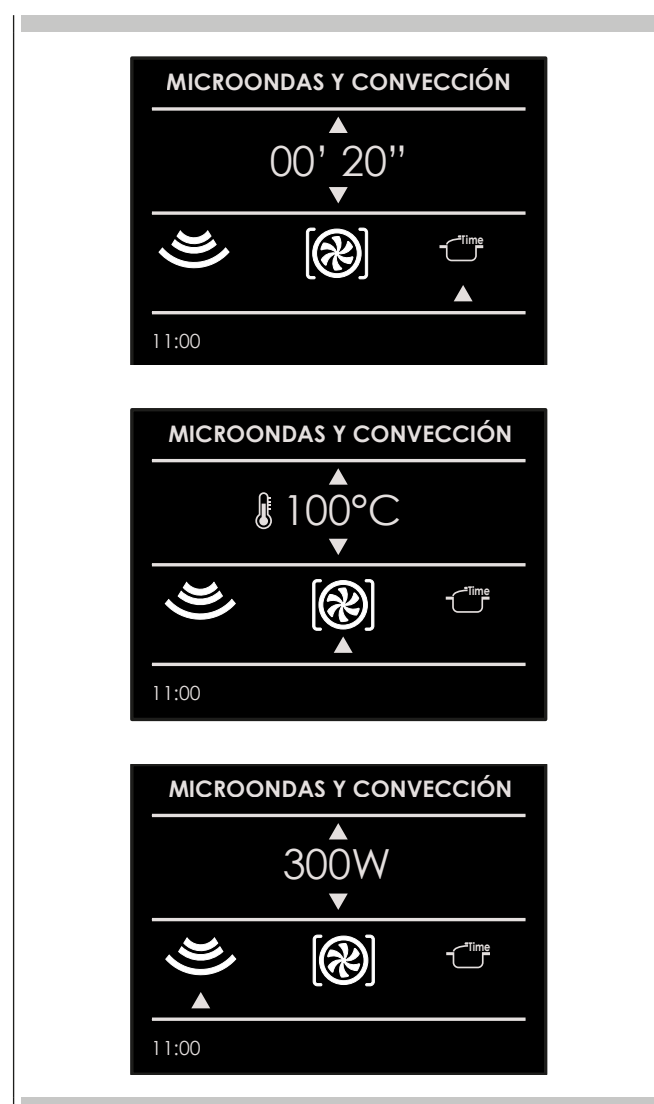 MICROONDAS Y CONVECCIÓN
00’ 20’’
Time
11:00
MICROONDAS Y CONVECCIÓN
100°C
Time
11:00
MICROONDAS Y CONVECCIÓN
300W
Time
11:00